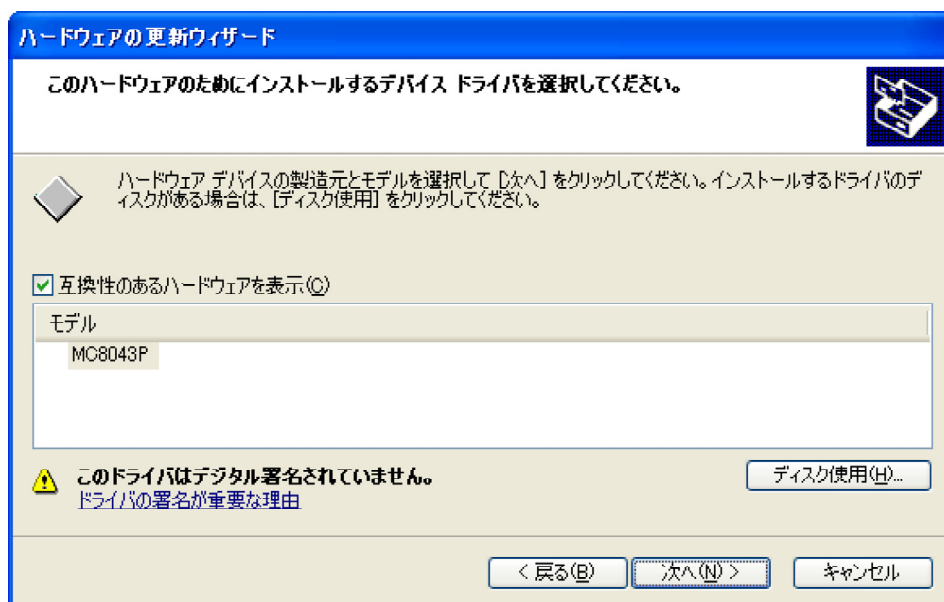 ハードウェアの更新ウィザード
このハードウェアのためにインストールするデバイス ドライバを選択してください。
ハードウェア デバイスの製造元とモデルを選択して [次へ] をクリックしてください。インストールするドライバのデ
ィスクがある場合は、[ディスク使用] をクリックしてください。
互換性のあるハードウェアを表示(C)
モデル
MC8043P
このドライバはデジタル署名されていません。
ドライバの署名が重要な理由
ディスク使用(H)...
< 戻る(B)
次へ(N) >
キャンセル